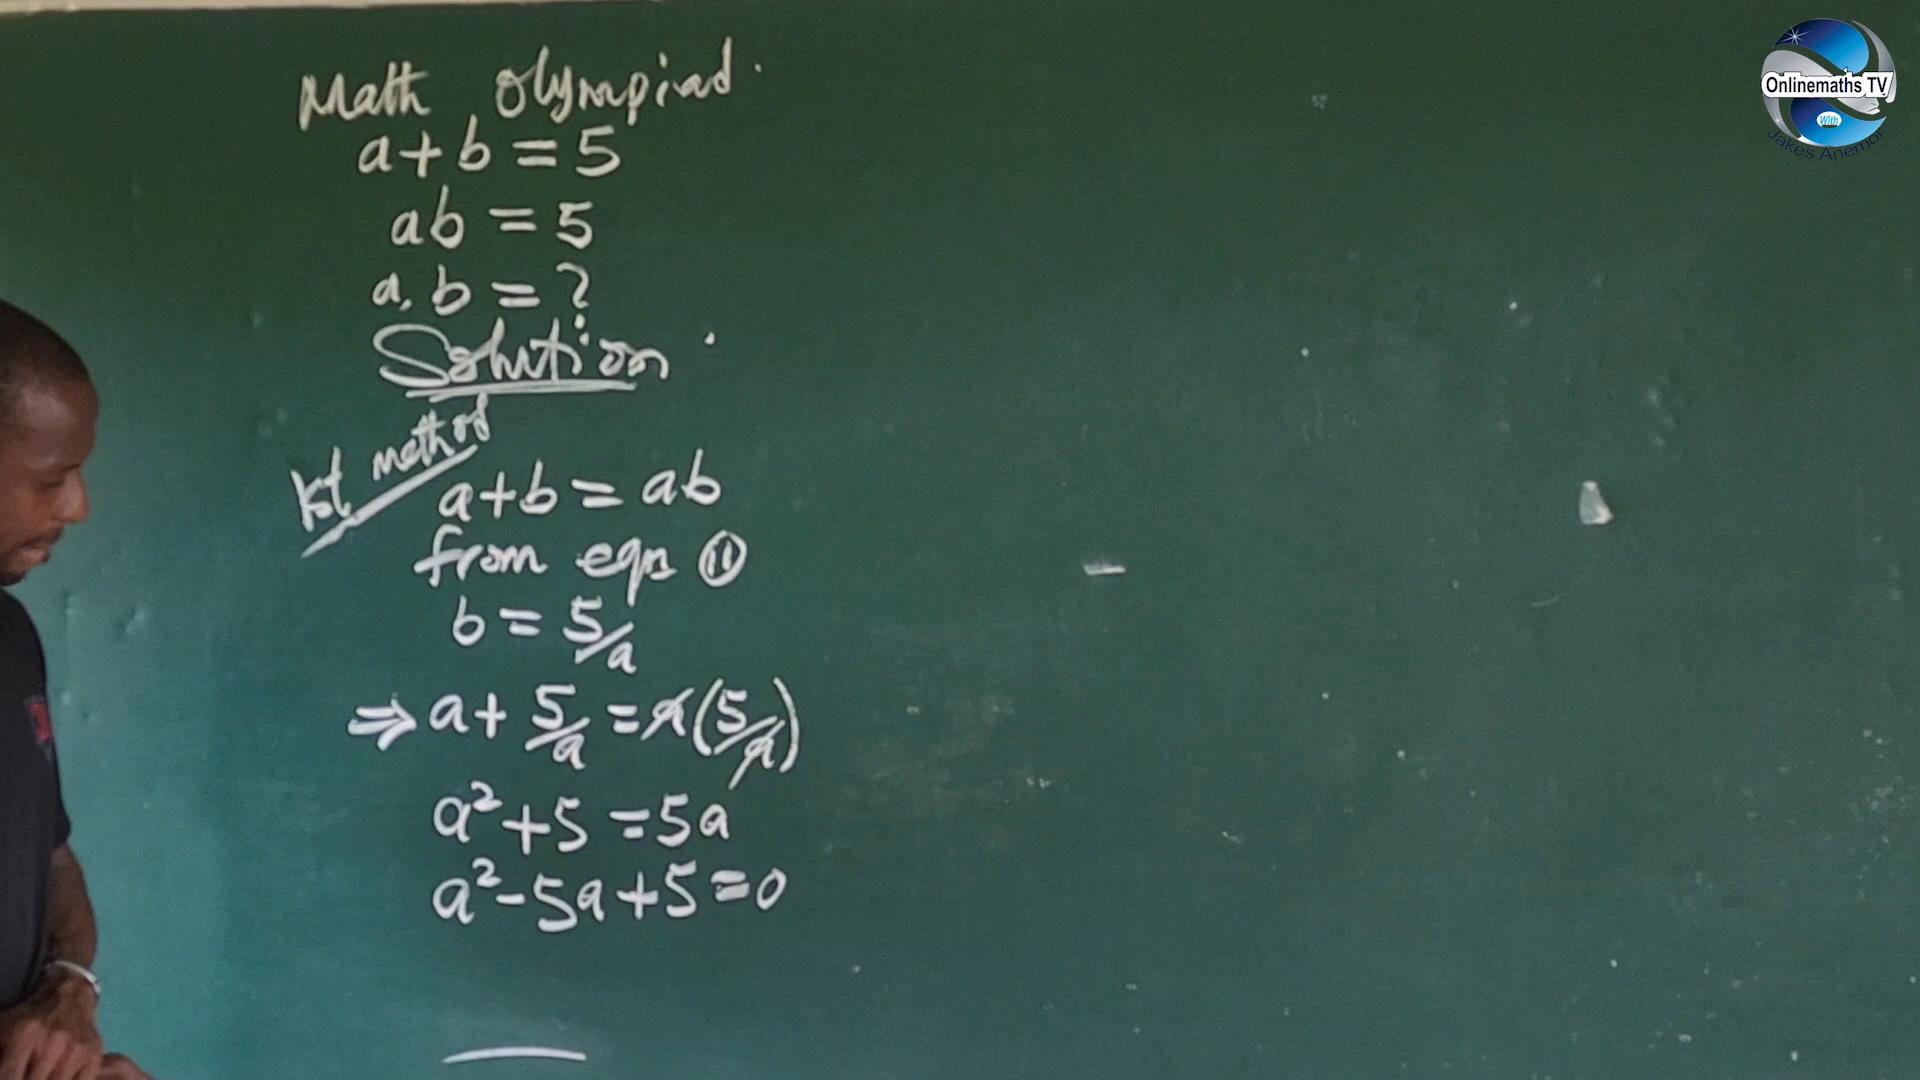 Math Olympiad.
a+b=5
ab=5
a,b=?
Solution.
1st method
a+b=ab
from eqn (11)
b=5/a
⇒a+5/a=a(5/a)
a²+5=5a
a²-5a+5=0
Onlinemaths TV
With
Jakes Anemor